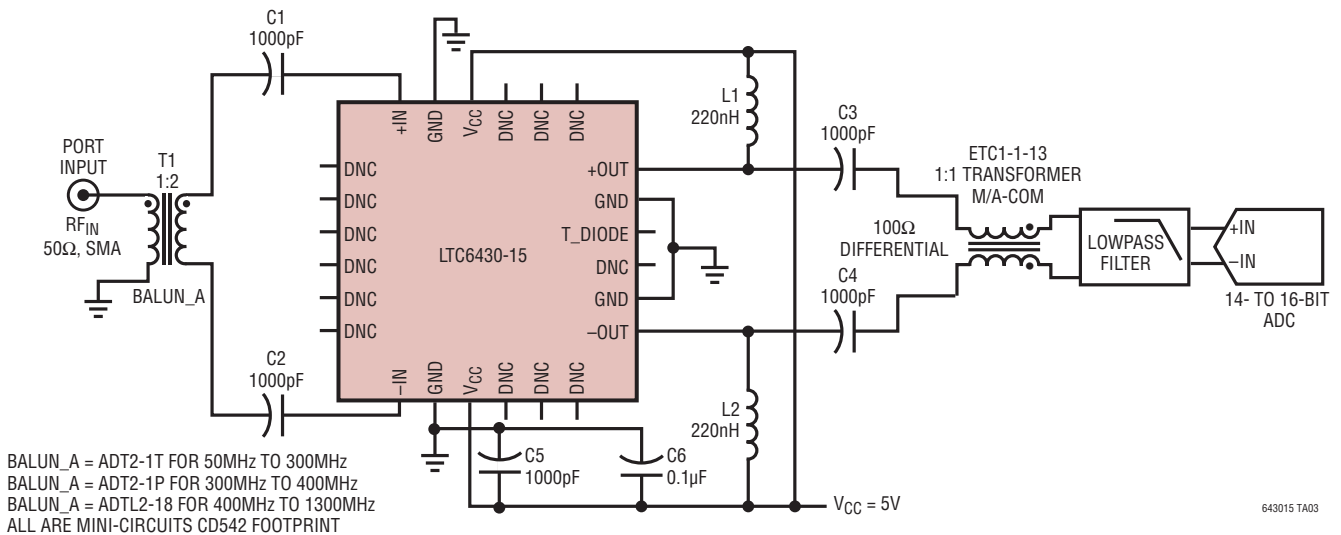 C1
1000pF
PORT
INPUT
T1
1:2
RFIN
50Ω, SMA
BALUN_A
C2
1000pF
+IN
GND
VCC
DNC
DNC
DNC
DNC
DNC
DNC
DNC
DNC
DNC
LTC6430-15
+OUT
GND
T_DIODE
DNC
GND
–OUT
–IN
GND
VCC
DNC
DNC
DNC
L1
220nH
C3
1000pF
ETC1-1-13
1:1 TRANSFORMER
M/A-COM
100Ω
DIFFERENTIAL
C4
1000pF
LOWPASS
FILTER
+IN
–IN
14- TO 16-BIT
ADC
L2
220nH
C5
1000pF
C6
0.1µF
VCC = 5V
BALUN_A = ADT2-1T FOR 50MHz TO 300MHz
BALUN_A = ADT2-1P FOR 300MHz TO 400MHz
BALUN_A = ADTL2-18 FOR 400MHz TO 1300MHz
ALL ARE MINI-CIRCUITS CD542 FOOTPRINT
643015 TA03